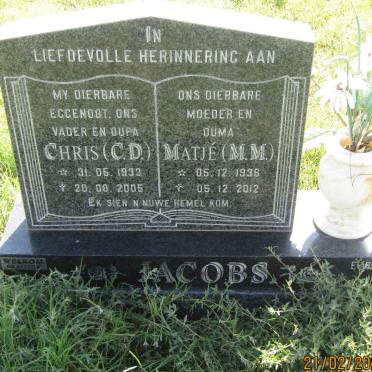 IN
LIEFDEVOLLE HERINNERING AAN
MY DIERBARE
EGGENOOT, ONS
VADER EN OUPA
CHRIS (C.D.)
☆ 31.05.1933
✝ 20.08.2005
ONS DIERBARE
MOEDER EN
OUMA
MATJÉ (M.M.)
☆ 05.12.1936
✝ 05.12.2012
EK SIEN N NUWE HEMEL KOM.
JACOBS
21/02/20